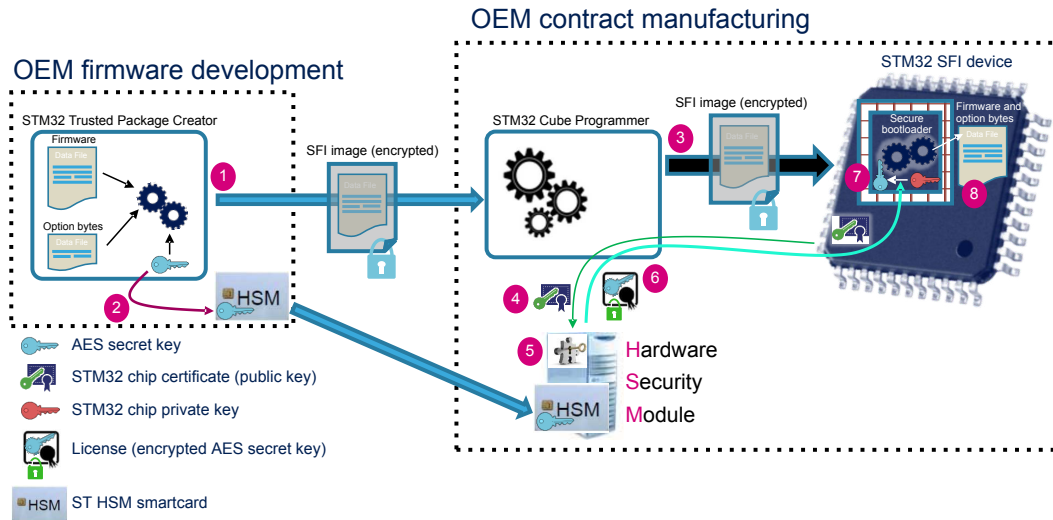 OEM contract manufacturing
OEM firmware development
STM32 SFI device
STM32 Trusted Package Creator
Firmware
Data File
Option bytes
Data File
1
2
HSM
SFI image (encrypted)
Data File
STM32 Cube Programmer
3
SFI image (encrypted)
Data File
Secure
bootloader
Firmware and
option bytes
Data File
7
8
4
6
5
HSM
Hardware
Security
Module
AES secret key
STM32 chip certificate (public key)
STM32 chip private key
License (encrypted AES secret key)
HSM
ST HSM smartcard